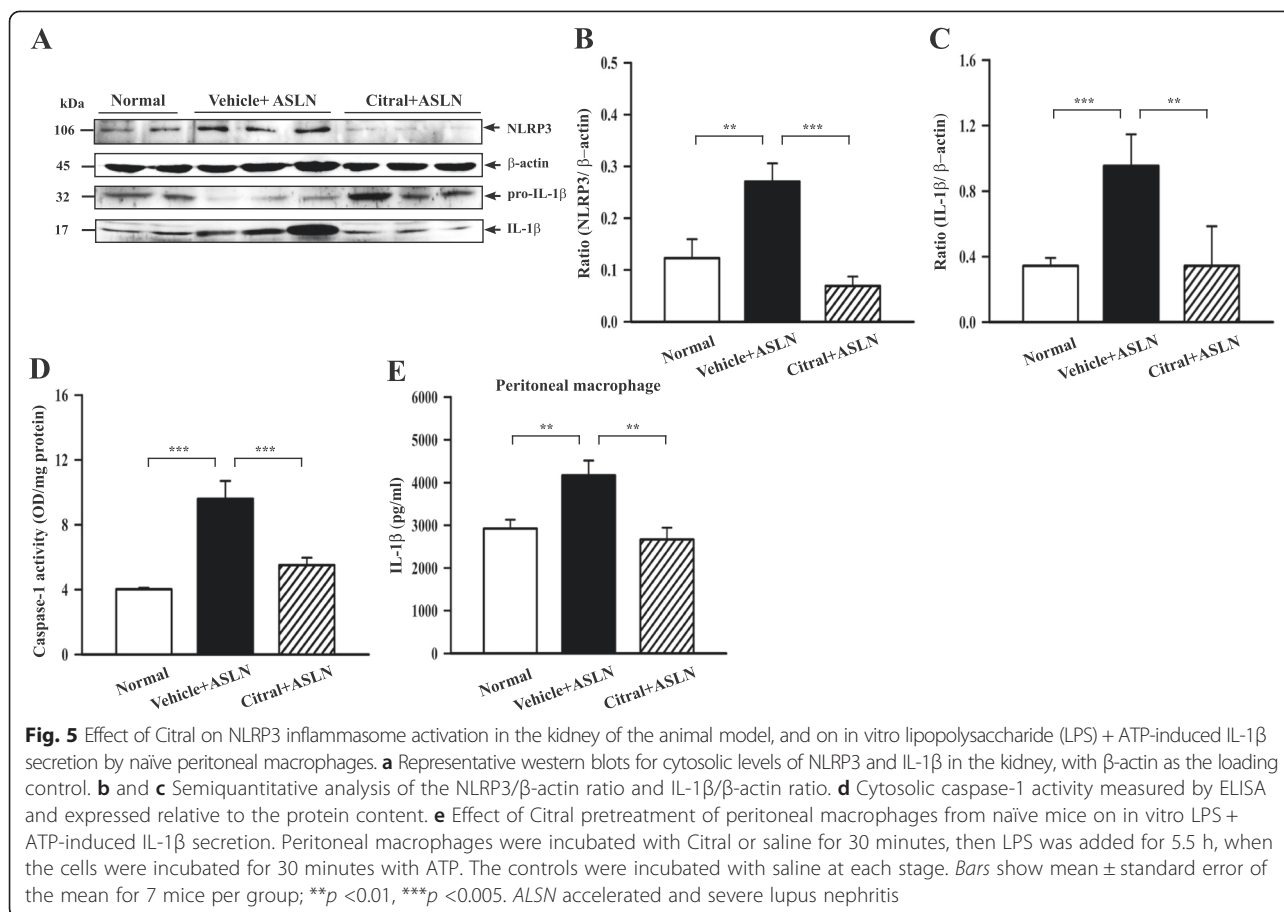 A
kDa
Normal
Vehicle+ ASLN
Citral+ASLN
106
NLRP3
45
β-actin
32
pro-IL-1β
17
IL-1β
B
Ratio (NLRP3/ β-actin)
0.5
0.4
0.3
0.2
0.1
0.0
**
***
Normal
Vehicle+ASLN
Citral+ASLN
C
Ratio (IL-1β/ β-actin)
1.6
1.2
0.8
0.4
0.0
***
**
Normal
Vehicle+ASLN
Citral+ASLN
D
Caspase-1 activity (OD/mg protein)
16
12
8
4
0
***
***
Normal
Vehicle+ASLN
Citral+ASLN
E
Peritoneal macrophage
IL-1β (pg/ml)
6000
5000
4000
3000
2000
1000
0
**
**
Normal
Vehicle+ASLN
Citral+ASLN
Fig. 5 Effect of Citral on NLRP3 inflammasome activation in the kidney of the animal model, and on in vitro lipopolysaccharide (LPS) + ATP-induced IL-1β
secretion by naïve peritoneal macrophages. a Representative western blots for cytosolic levels of NLRP3 and IL-1β in the kidney, with β-actin as the loading
control. b and c Semiquantitative analysis of the NLRP3/β-actin ratio and IL-1β/β-actin ratio. d Cytosolic caspase-1 activity measured by ELISA
and expressed relative to the protein content. e Effect of Citral pretreatment of peritoneal macrophages from naïve mice on in vitro LPS +
ATP-induced IL-1β secretion. Peritoneal macrophages were incubated with Citral or saline for 30 minutes, then LPS was added for 5.5 h, when
the cells were incubated for 30 minutes with ATP. The controls were incubated with saline at each stage. Bars show mean ± standard error of
the mean for 7 mice per group; **p <0.01, ***p <0.005. ALSN accelerated and severe lupus nephritis